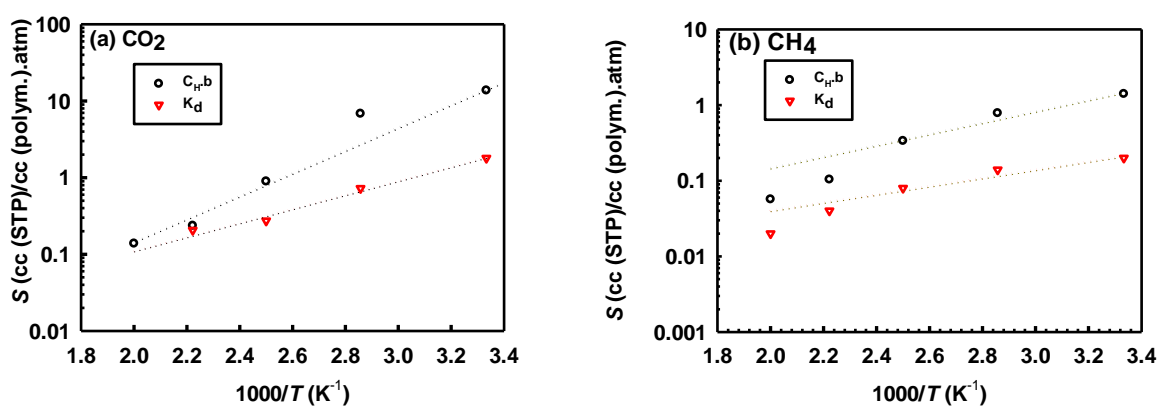 (a) CO2
C_H.b
K_d
100
10
1
0.1
0.01
S (cc (STP)/cc (polym.).atm)
1.8 2.0 2.2 2.4 2.6 2.8 3.0 3.2 3.4
1000/T (K⁻¹)
(b) CH4
C_H.b
K_d
10
1
0.1
0.01
0.001
S (cc (STP)/cc (polym.).atm)
1.8 2.0 2.2 2.4 2.6 2.8 3.0 3.2 3.4
1000/T (K⁻¹)